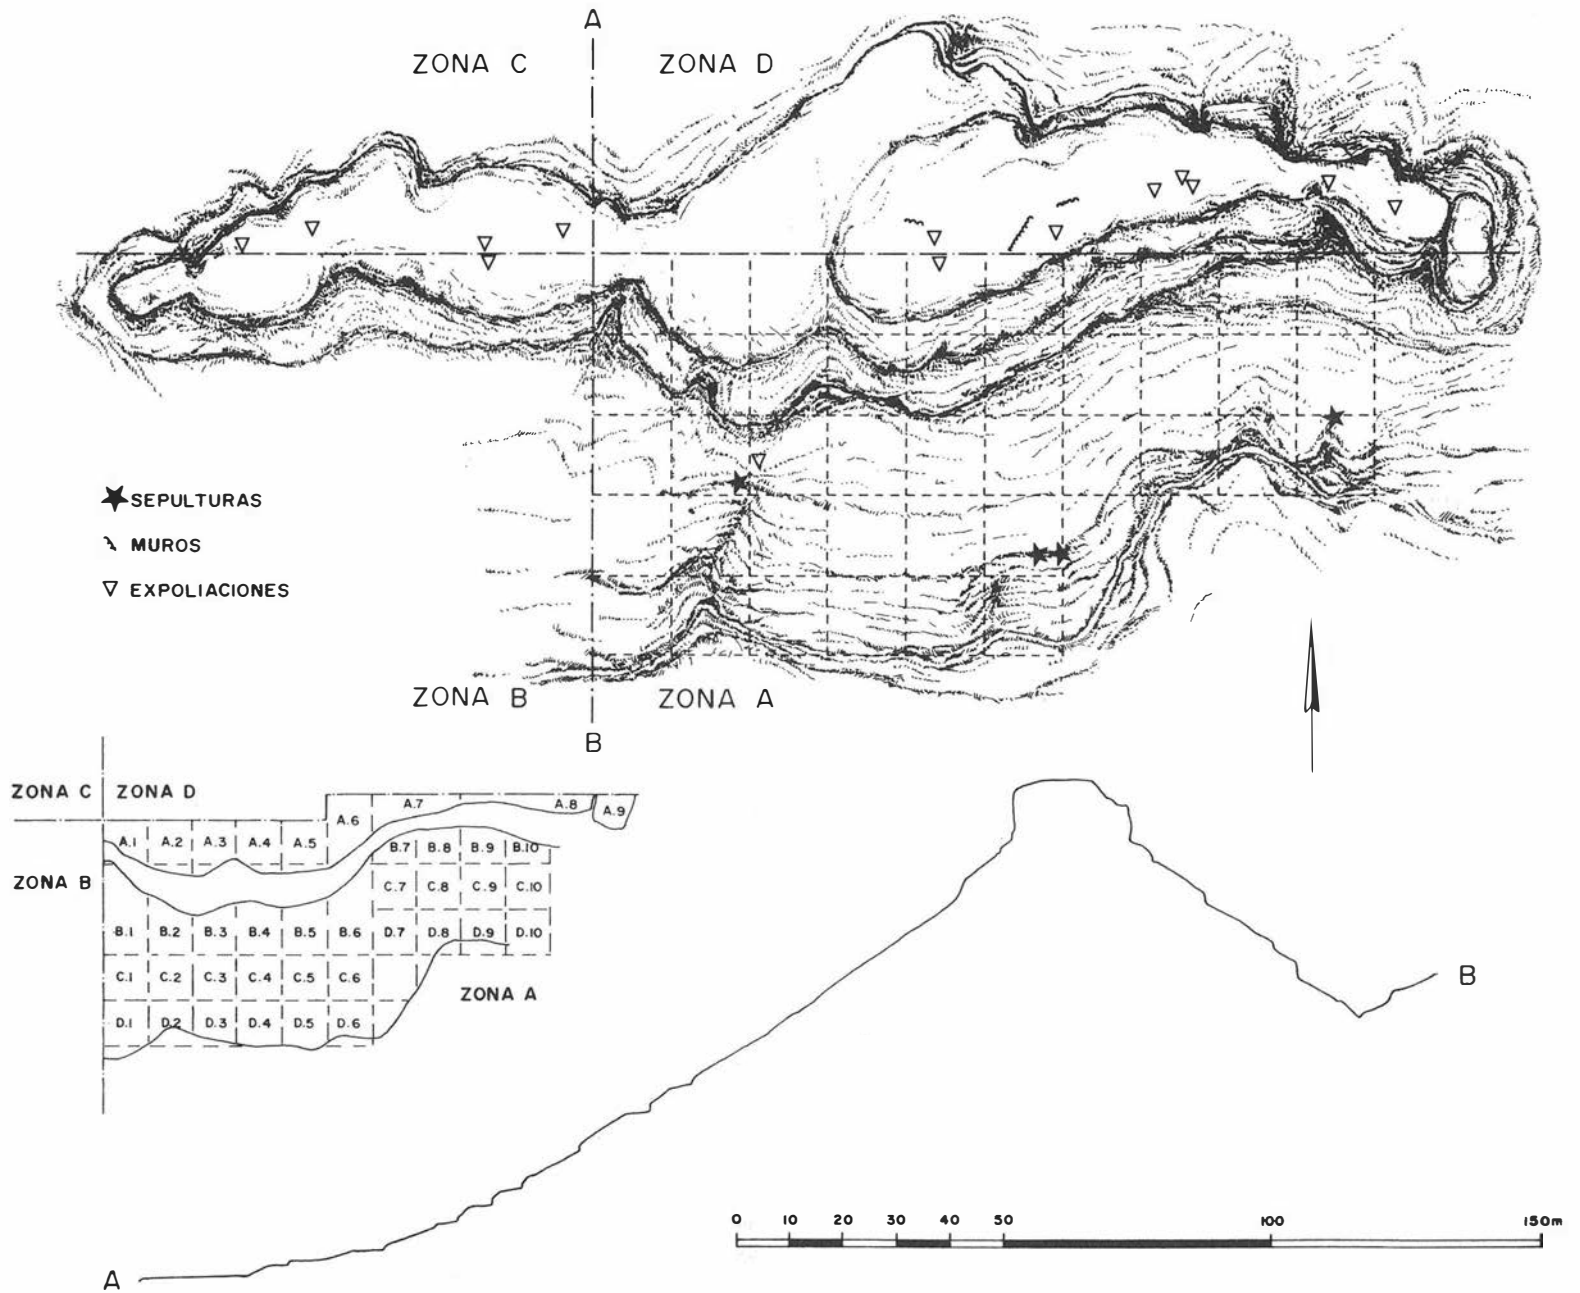 A
ZONA C ZONA D
SEPULTURAS
MUROS
EXPOLIACIONES
ZONA B ZONA A
B
ZONA C ZONA D
A.7 A.8 A.9
A.6
A.1 A.2 A.3 A.4 A.5
B.7 B.8 B.9 B.10
ZONA B
C.7 C.8 C.9 C.10
B.1 B.2 B.3 B.4 B.5 B.6 D.7 D.8 D.9 D.10
C.1 C.2 C.3 C.4 C.5 C.6
ZONA A
D.1 D.2 D.3 D.4 D.5 D.6
B
0 10 20 30 40 50 100 150m
A